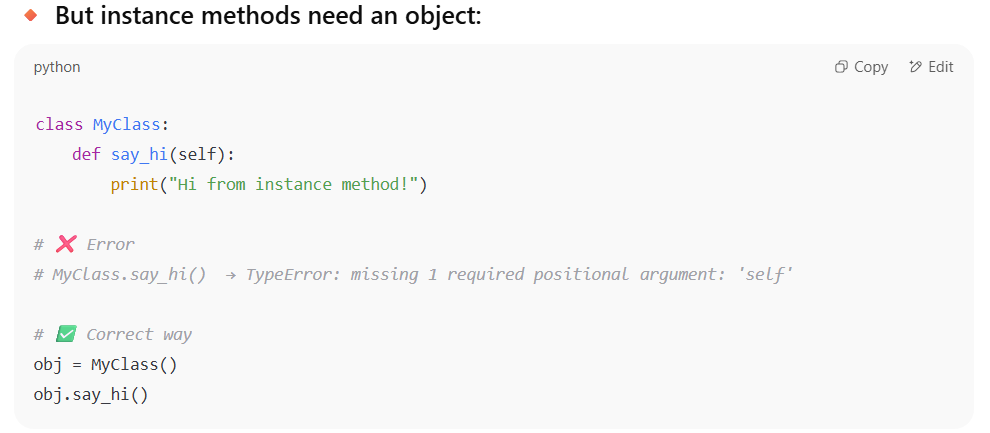 🔸 But instance methods need an object:
python
Copy
Edit
class MyClass:
    def say_hi(self):
        print("Hi from instance method!")
# ❌ Error
# MyClass.say_hi()  → TypeError: missing 1 required positional argument: 'self'
# ✅ Correct way
obj = MyClass()
obj.say_hi()